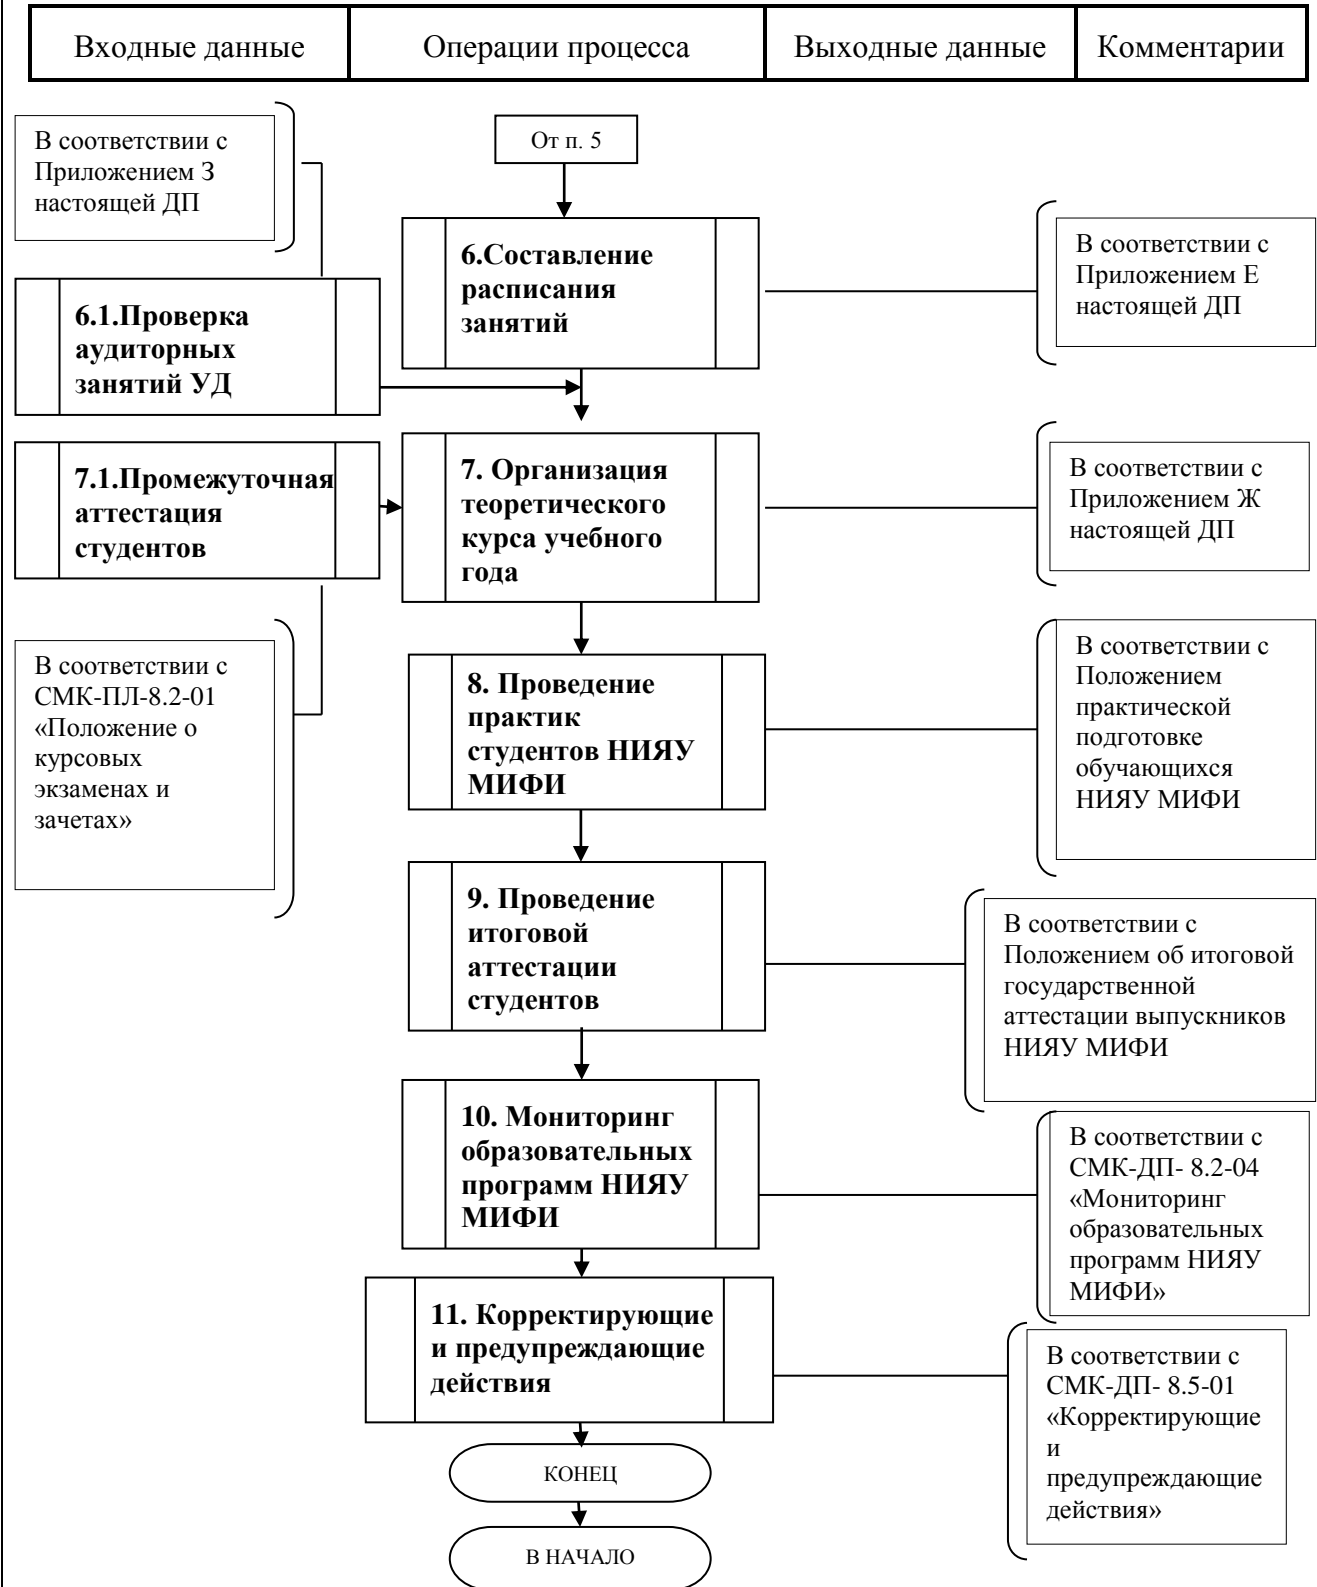 Входные данные
Операции процесса
Выходные данные
Комментарии
В соответствии с
Приложением З
настоящей ДП
От п. 5
6.Составление
расписания
занятий
В соответствии с
Приложением Е
настоящей ДП
6.1.Проверка
аудиторных
занятий УД
7.1.Промежуточная
аттестация
студентов
7. Организация
теоретического
курса учебного
года
В соответствии с
Приложением Ж
настоящей ДП
В соответствии с
СМК-ПЛ-8.2-01
«Положение о
курсовых
экзаменах и
зачетах»
8. Проведение
практик
студентов НИЯУ
МИФИ
В соответствии с
Положением
практической
подготовке
обучающихся
НИЯУ МИФИ
9. Проведение
итоговой
аттестации
студентов
В соответствии с
Положением об итоговой
государственной
аттестации выпускников
НИЯУ МИФИ
10. Мониторинг
образовательных
программ НИЯУ
МИФИ
В соответствии с
СМК-ДП- 8.2-04
«Мониторинг
образовательных
программ НИЯУ
МИФИ»
11. Корректирующие
и предупреждающие
действия
В соответствии с
СМК-ДП- 8.5-01
«Корректирующие
и
предупреждающие
действия»
КОНЕЦ
В НАЧАЛО